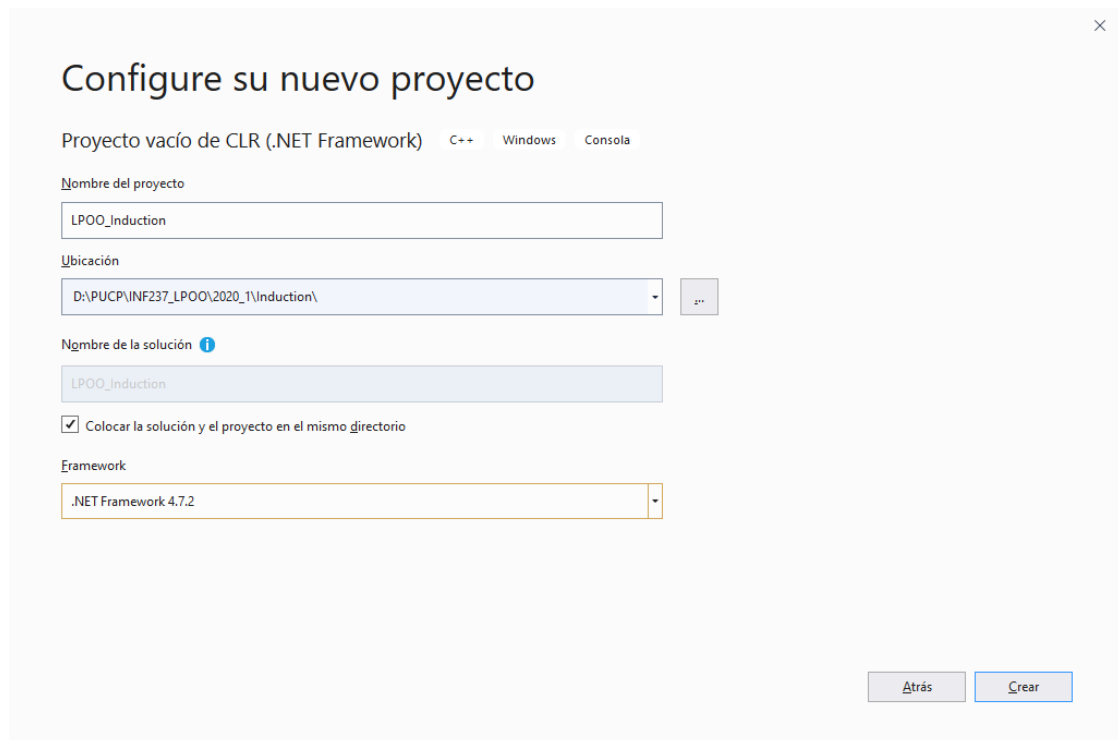 Configure su nuevo proyecto
Proyecto vacío de CLR (.NET Framework) C++ Windows Consola
Nombre del proyecto
LPOO_Induction
Ubicación
D:\PUCP\INF237_LPOO\2020_1\Induction\
...
Nombre de la solución
LPOO_Induction
Colocar la solución y el proyecto en el mismo directorio
Framework
.NET Framework 4.7.2
Atrás Crear